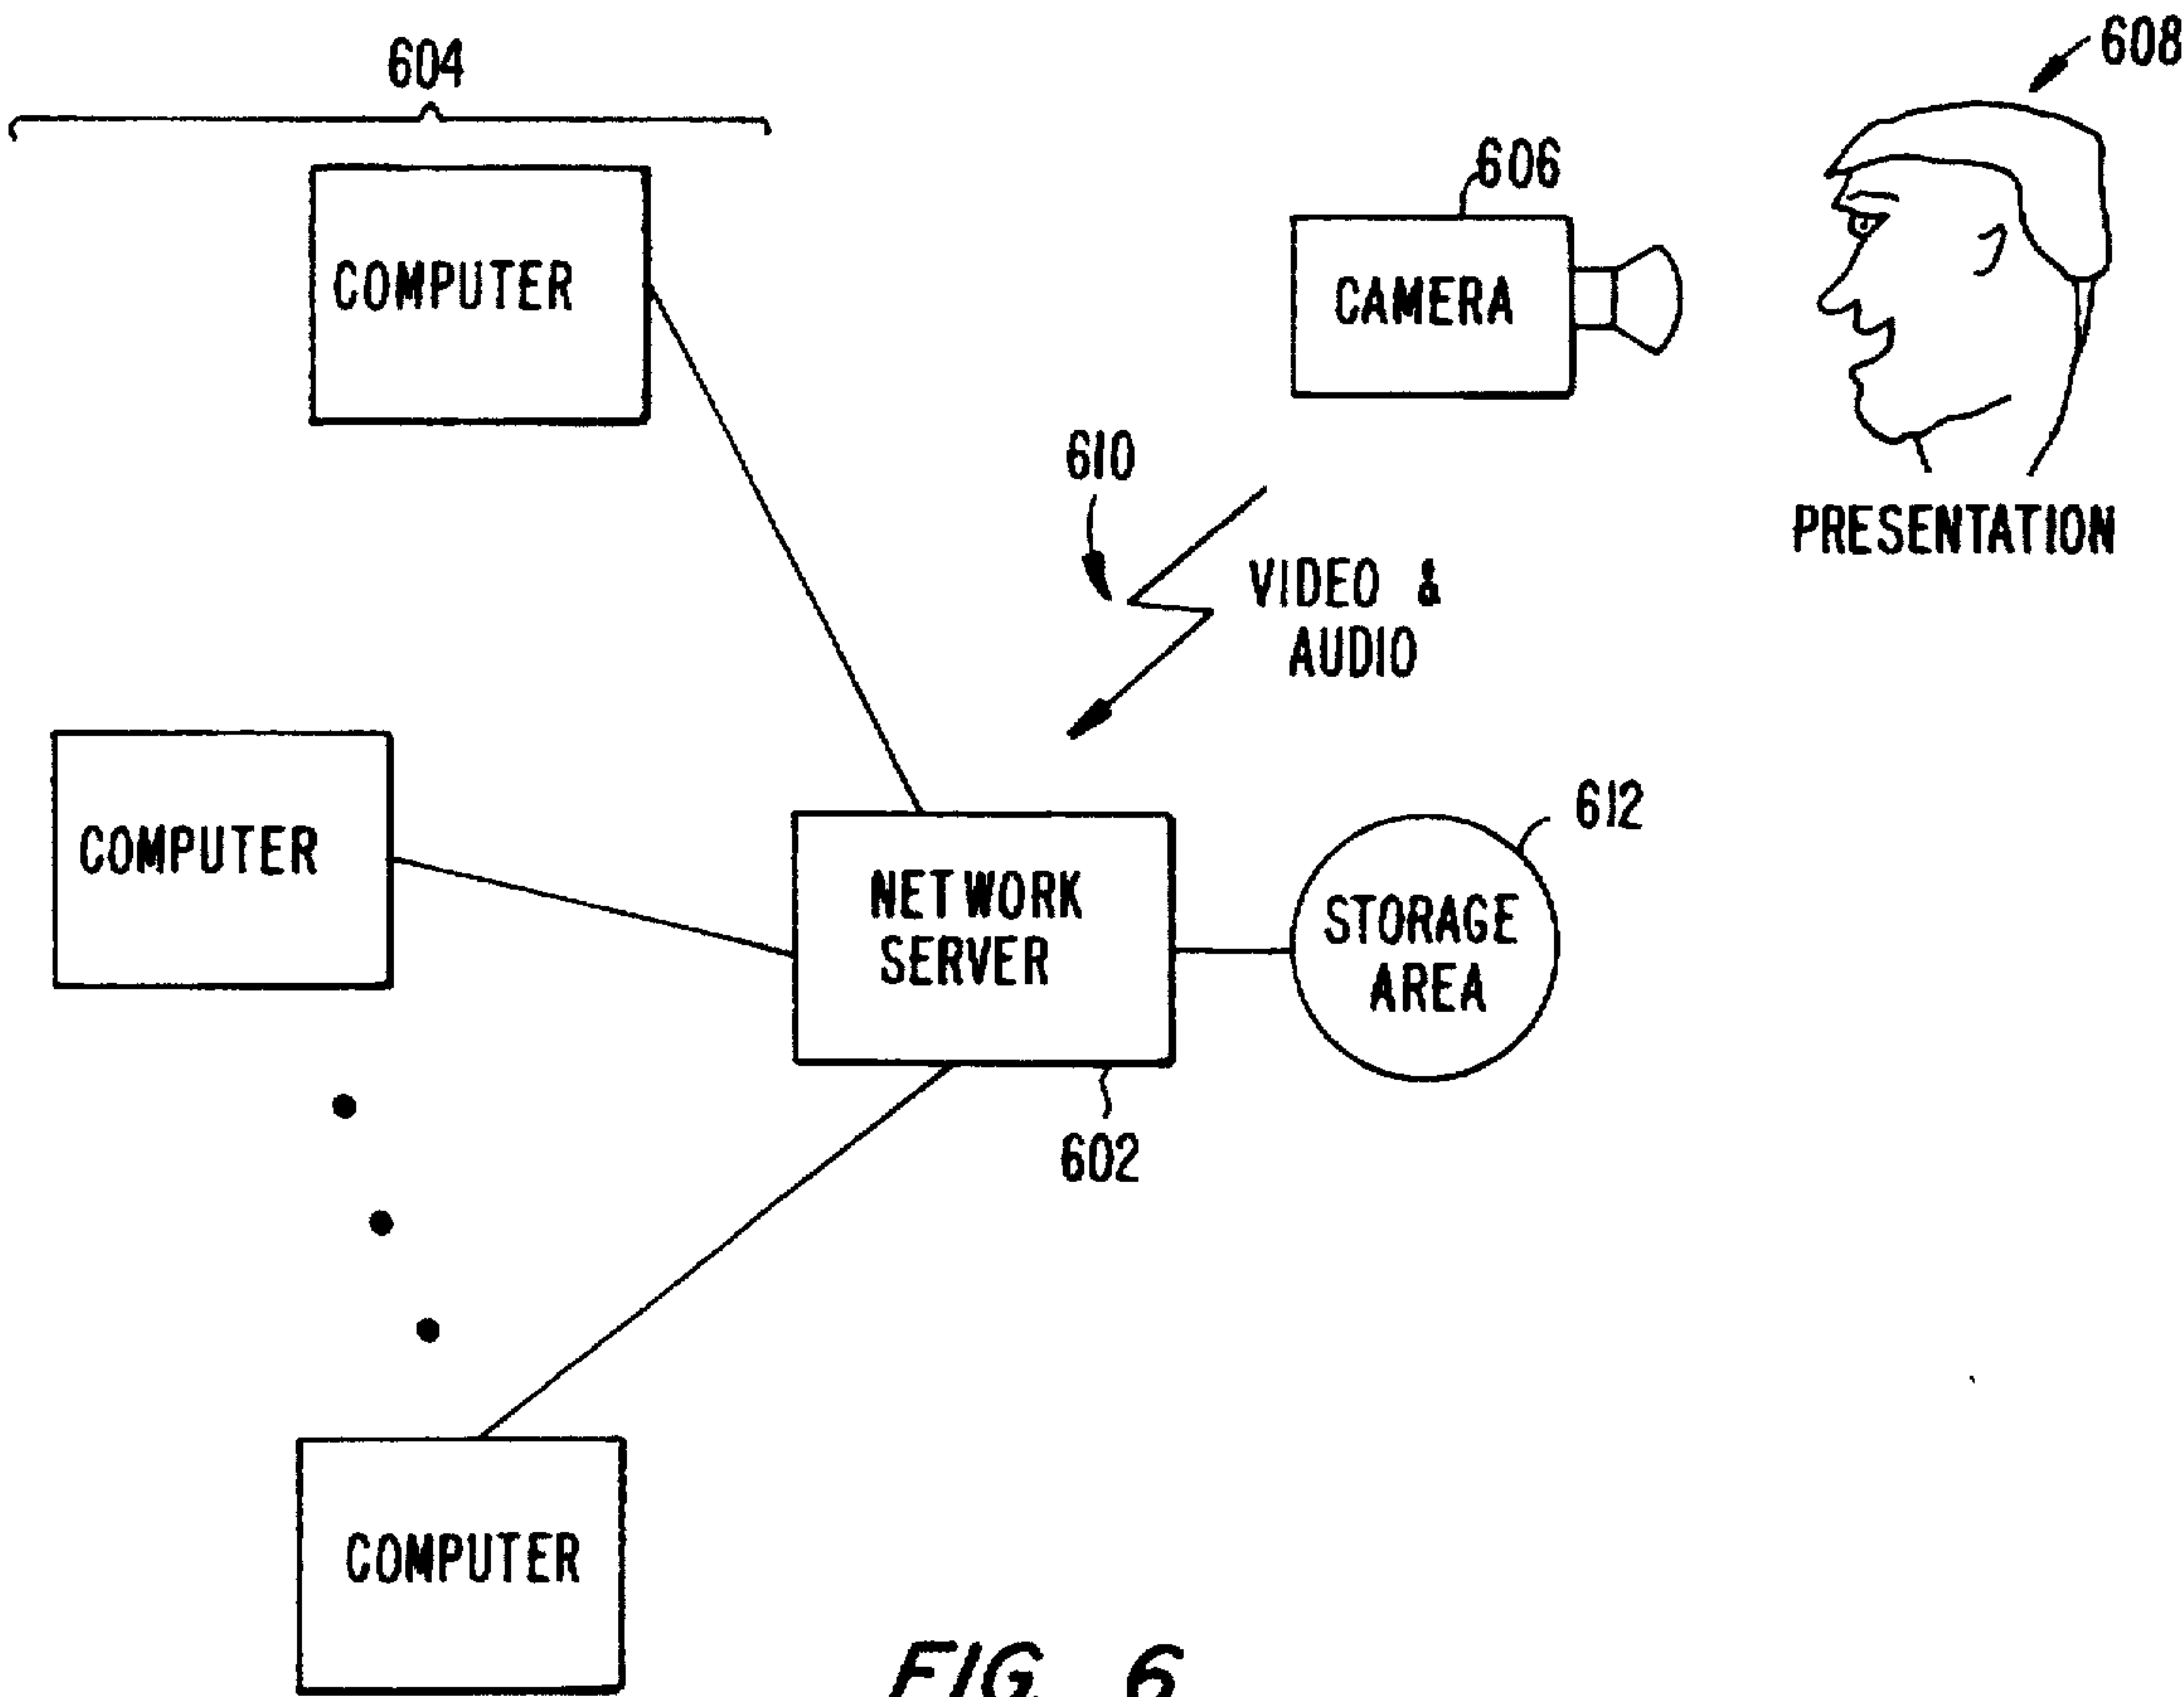 604
608
606
COMPUTER
CAMERA
610
PRESENTATION
VIDEO &
AUDIO
COMPUTER
612
NETWORK
SERVER
STORAGE
AREA
602
COMPUTER
FIG. 6